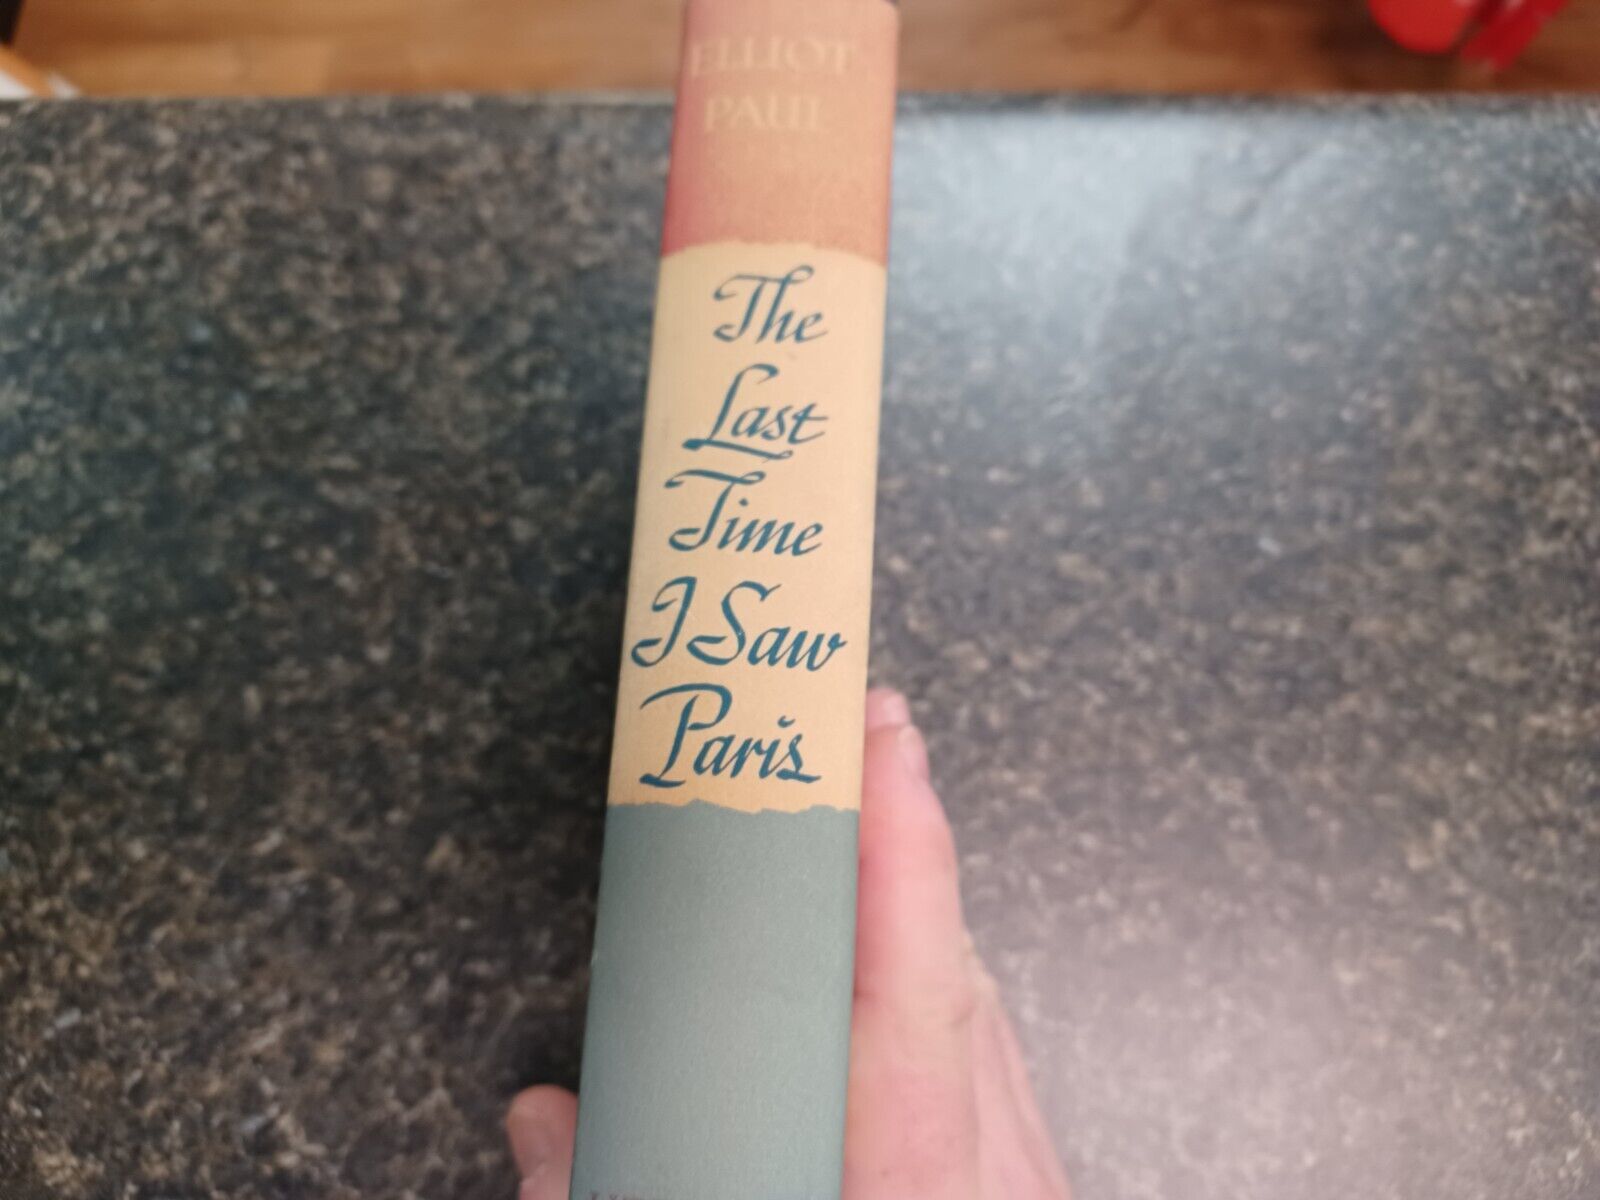 ELLIOT
PAUL
The
Last
Time
I Saw
Paris